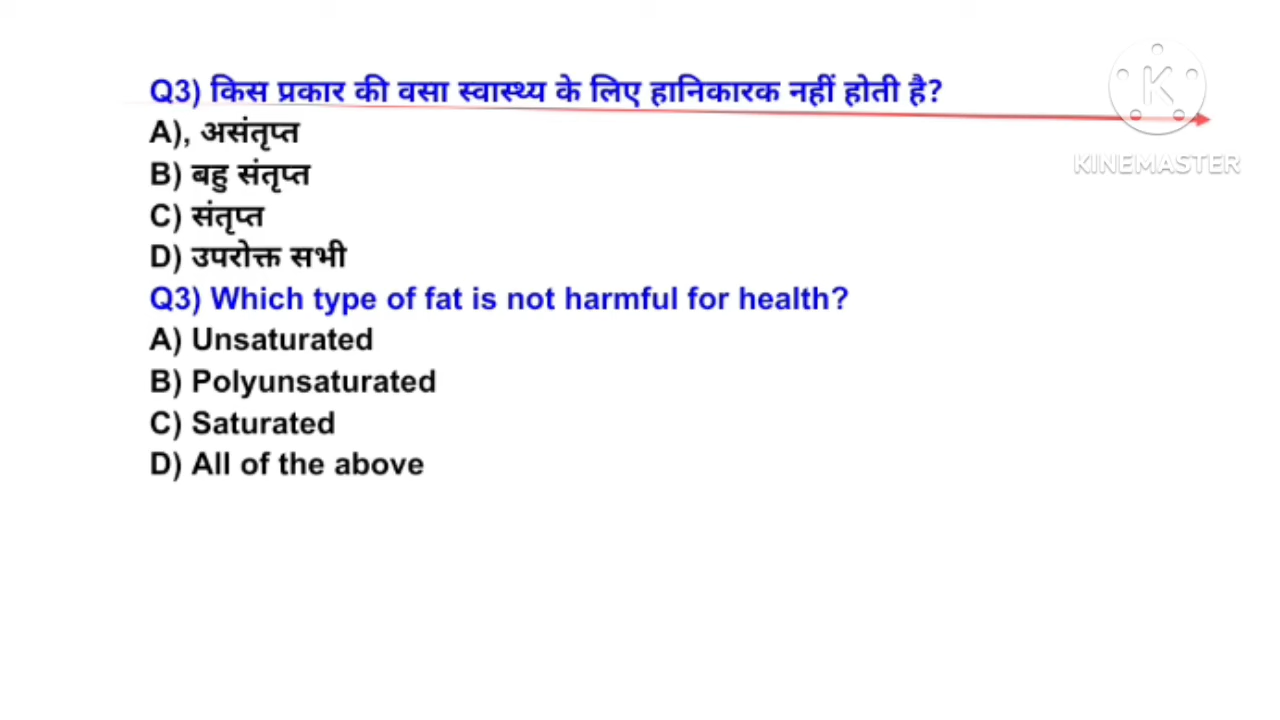 Q3) किस प्रकार की वसा स्वास्थ्य के लिए हानिकारक नहीं होती है?
A), असंतृप्त
B) बहु संतृप्त
C) संतृप्त
D) उपरोक्त सभी
Q3) Which type of fat is not harmful for health?
A) Unsaturated
B) Polyunsaturated
C) Saturated
D) All of the above
K
KINEMASTER